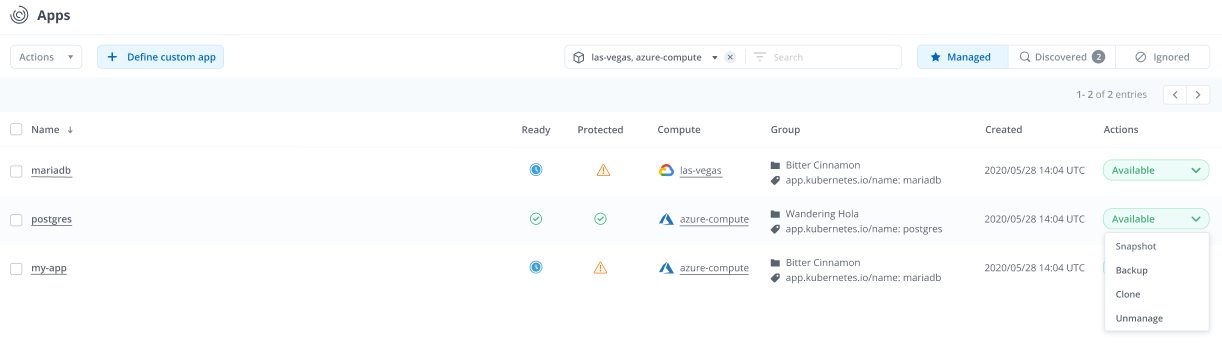 Apps
Actions
Define custom app
las-vegas, azure-compute
Search
Managed
Discovered 2
Ignored
1- 2 of 2 entries
Name Ready Protected Compute Group Created Actions
mariadb las-vegas Bitter Cinnamon 2020/05/28 14:04 UTC Available
app.kubernetes.io/name: mariadb
postgres azure-compute Wandering Hola 2020/05/28 14:04 UTC Available
app.kubernetes.io/name: postgres
my-app azure-compute Bitter Cinnamon 2020/05/28 14:04 UTC
app.kubernetes.io/name: mariadb
Snapshot
Backup
Clone
Unmanage